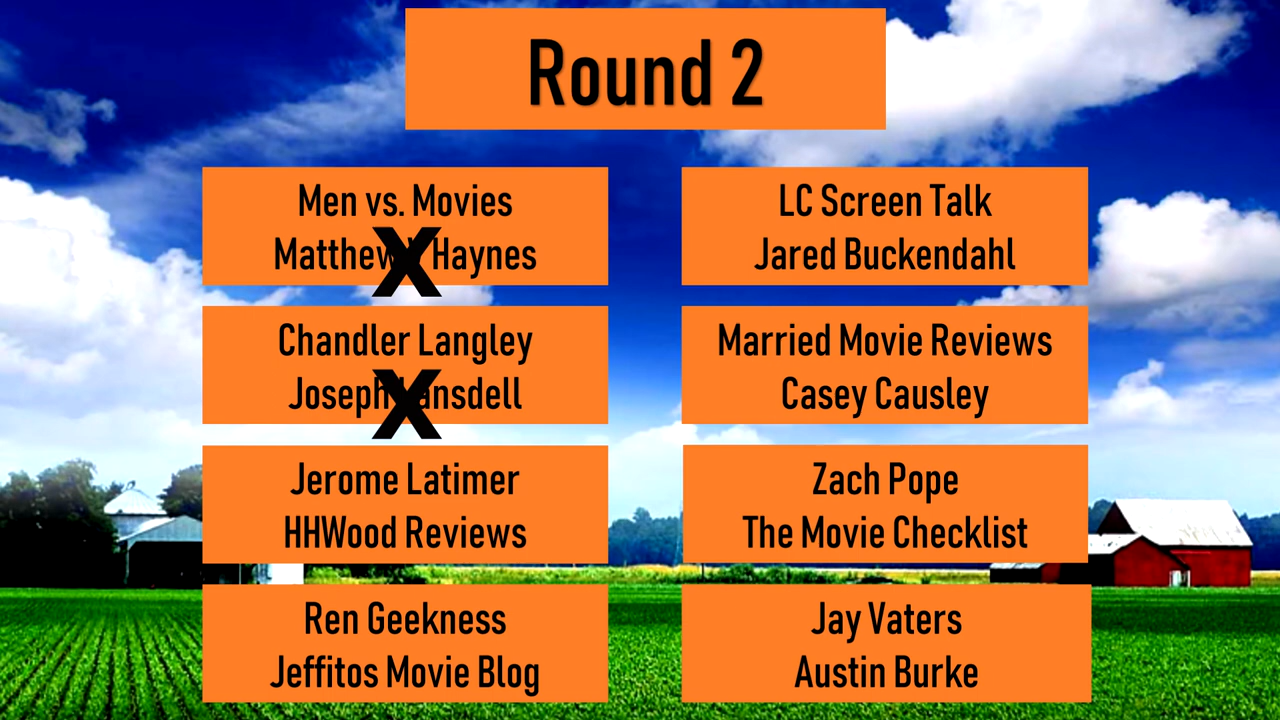 Round 2
Men vs. Movies
Matthew Haynes
X
Chandler Langley
Joseph
X
Jerome Latimer
HHWood Reviews
Ren Geekness
Jeffitos Movie Blog
LC Screen Talk
Jared Buckendahl
Married Movie Reviews
Casey Causley
Zach Pope
The Movie Checklist
Jay Vaters
Austin Burke